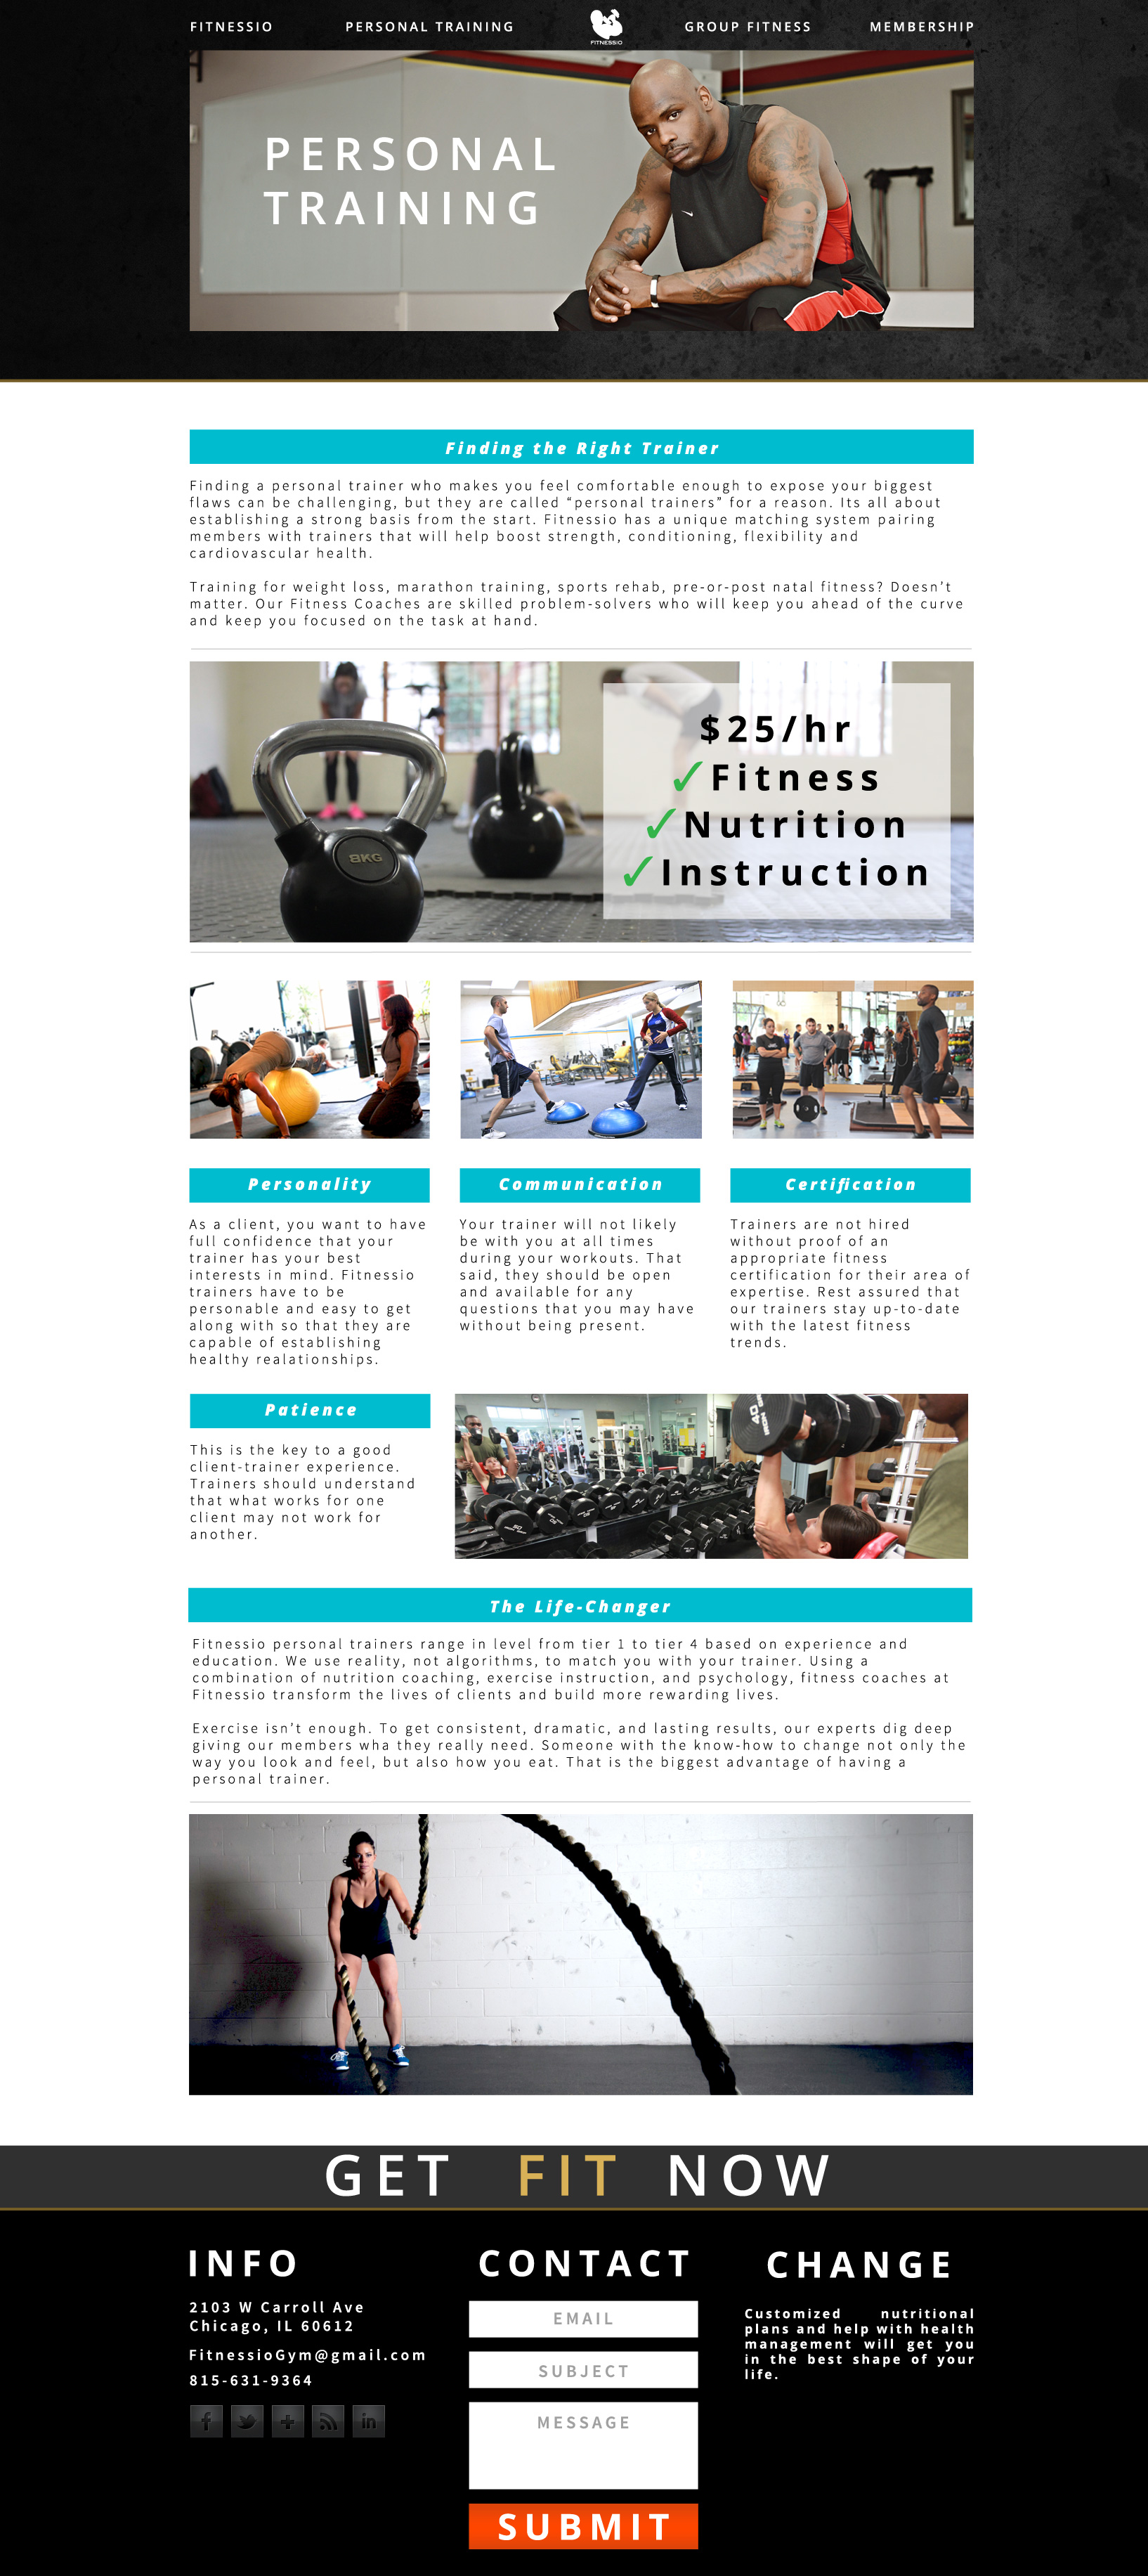 FITNESSIO
PERSONAL TRAINING
FITNESSIO
GROUP FITNESS
MEMBERSHIP
PERSONAL
TRAINING
Finding the Right Trainer
Finding a personal trainer who makes you feel comfortable enough to expose your biggest
flaws can be challenging, but they are called “personal trainers” for a reason. Its all about
establishing a strong basis from the start. Fitnessio has a unique matching system pairing
members with trainers that will help boost strength, conditioning, flexibility and
cardiovascular health.
Training for weight loss, marathon training, sports rehab, pre-or-post natal fitness? Doesn’t
matter. Our Fitness Coaches are skilled problem-solvers who will keep you ahead of the curve
and keep you focused on the task at hand.
8KG
$25/hr
✓Fitness
✓Nutrition
✓Instruction
Personality
As a client, you want to have
full confidence that your
trainer has your best
interests in mind. Fitnessio
trainers have to be
personable and easy to get
along with so that they are
capable of establishing
healthy realationships.
Communication
Your trainer will not likely
be with you at all times
during your workouts. That
said, they should be open
and available for any
questions that you may have
without being present.
Certification
Trainers are not hired
without proof of an
appropriate fitness
certification for their area of
expertise. Rest assured that
our trainers stay up-to-date
with the latest fitness
trends.
Patience
This is the key to a good
client-trainer experience.
Trainers should understand
that what works for one
client may not work for
another.
The Life-Changer
Fitnessio personal trainers range in level from tier 1 to tier 4 based on experience and
education. We use reality, not algorithms, to match you with your trainer. Using a
combination of nutrition coaching, exercise instruction, and psychology, fitness coaches at
Fitnessio transform the lives of clients and build more rewarding lives.
Exercise isn’t enough. To get consistent, dramatic, and lasting results, our experts dig deep
giving our members wha they really need. Someone with the know-how to change not only the
way you look and feel, but also how you eat. That is the biggest advantage of having a
personal trainer.
GET FIT NOW
INFO
2103 W Carroll Ave
Chicago, IL 60612
FitnessioGym@gmail.com
815-631-9364
CONTACT
EMAIL
SUBJECT
MESSAGE
SUBMIT
CHANGE
Customized nutritional
plans and help with health
management will get you
in the best shape of your
life.